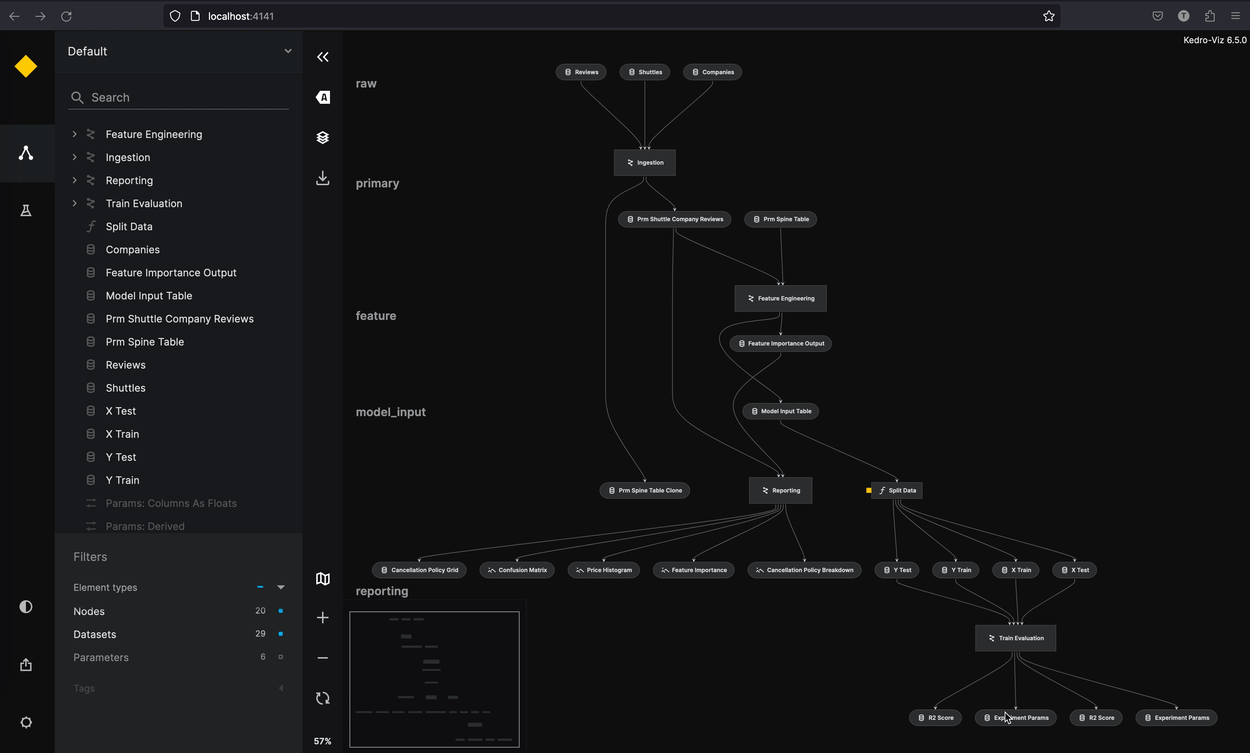 localhost:4141
Kedro-Viz 6.5.0
Default
Search
Feature Engineering
Ingestion
Reporting
Train Evaluation
Split Data
Companies
Feature Importance Output
Model Input Table
Prm Shuttle Company Reviews
Prm Spine Table
Reviews
Shuttles
X Test
X Train
Y Test
Y Train
Params: Columns As Floats
Params: Derived
Filters
Element types
Nodes 20
Datasets 29
Parameters 6
Tags
A
57%
T
raw
Reviews Shuttles Companies
Ingestion
primary
Prm Shuttle Company Reviews Prm Spine Table
Feature Engineering
feature
Feature Importance Output
model_input
Model Input Table
Prm Spine Table Clone Reporting Split Data
Cancellation Policy Grid Confusion Matrix Price Histogram Feature Importance Cancellation Policy Breakdown Y Test Y Train X Train X Test
reporting
Train Evaluation
R2 Score Experiment Params R2 Score Experiment Params